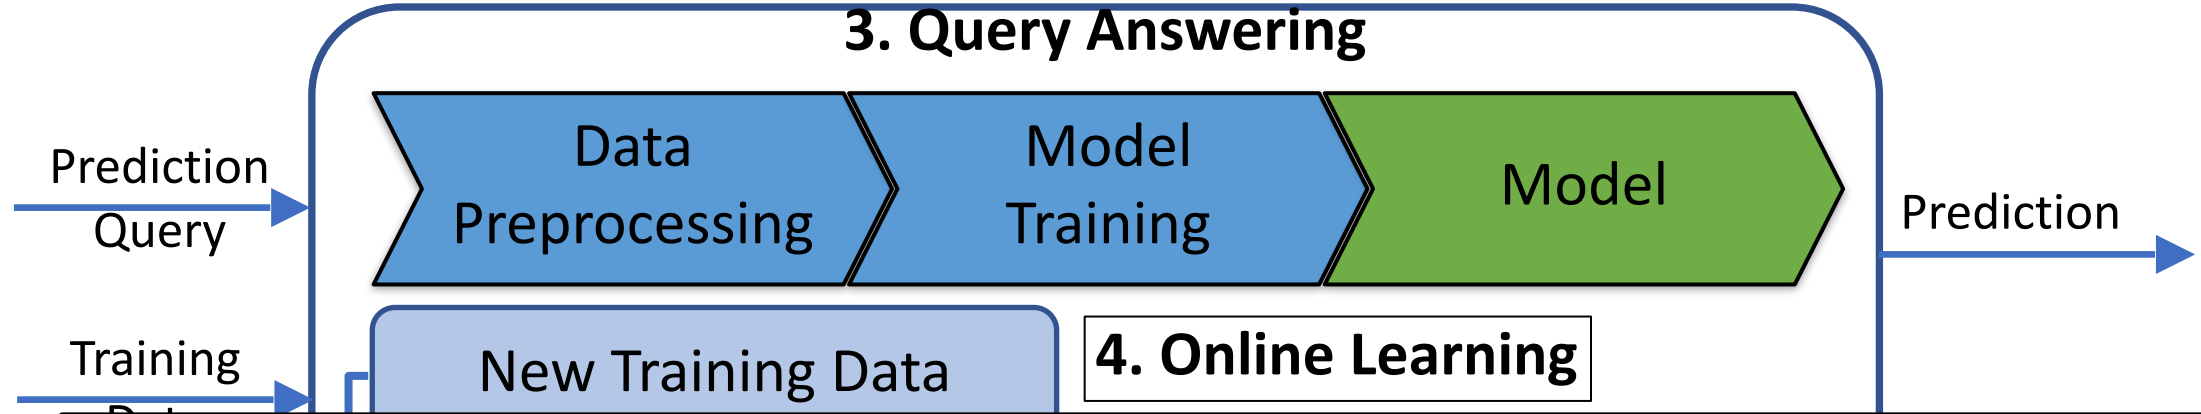 3. Query Answering
Prediction
Query
Data
Preprocessing
Model
Training
Model
Prediction
Training
New Training Data
4. Online Learning